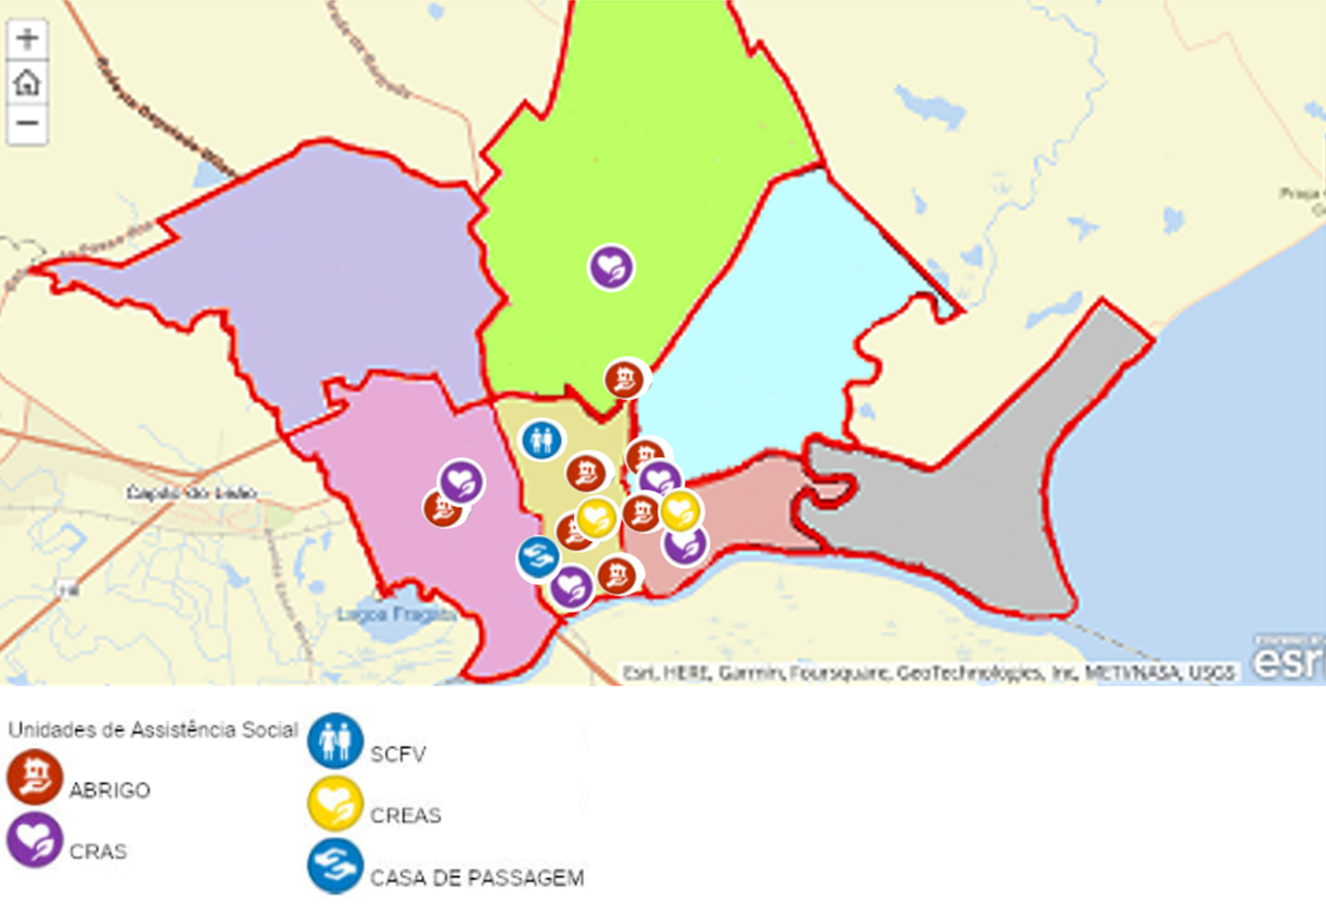 Capão do Leão
Lagoa Fragata
Esri, HERE, Garmin, Foursquare, GeoTechnologies, Inc, METI/NASA, USGS
esri
Unidades de Assistência Social
ABRIGO
CRAS
SCFV
CREAS
CASA DE PASSAGEM